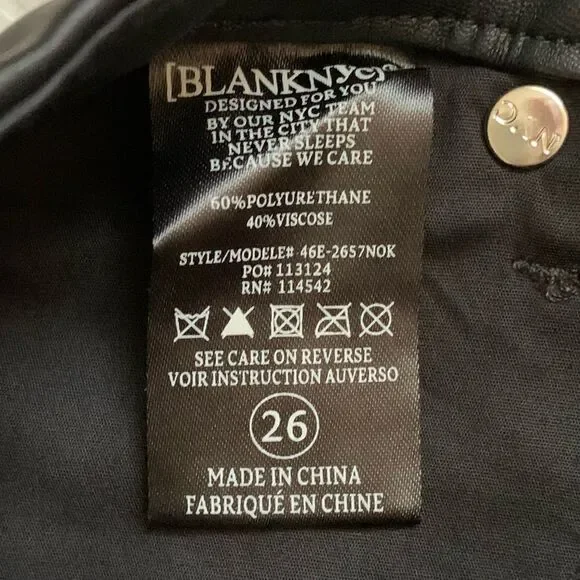 [BLANKNYC]®
DESIGNED FOR YOU
BY OUR NYC TEAM
IN THE CITY THAT
NEVER SLEEPS
BECAUSE WE CARE
60%POLYURETHANE
40%VISCOSE
STYLE/MODELE# 46E-2657NOK
PO# 113124
RN# 114542
SEE CARE ON REVERSE
VOIR INSTRUCTION AUVERSO
26
MADE IN CHINA
FABRIQUÉ EN CHINE